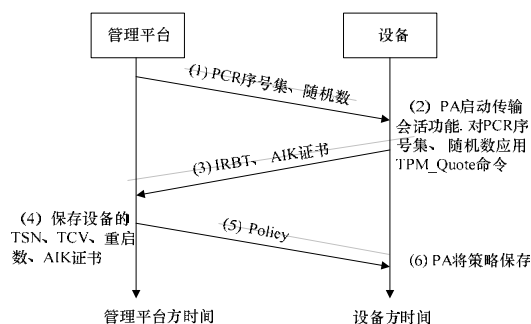 管理平台
设备
(1) PCR序号集、随机数
(2) PA启动传输
会话功能, 对PCR序
号集、随机数应用
TPM_Quote命令
(3) IRBT、AIK证书
(4) 保存设备的
TSN、TCV、重启
数、AIK证书
(5) Policy
(6) PA将策略保存
管理平台方时间
设备方时间